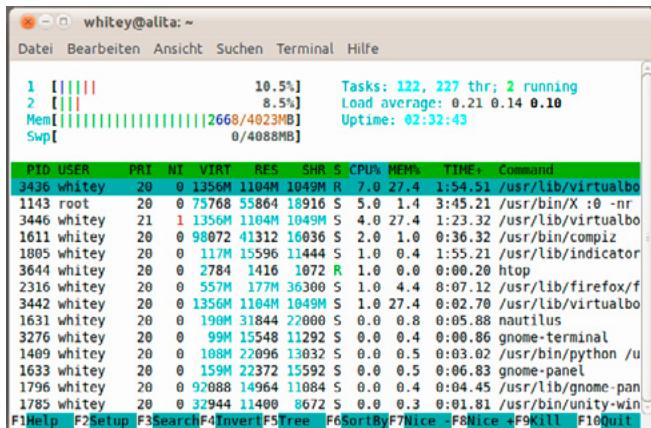 whitey@alita: ~
Datei Bearbeiten Ansicht Suchen Terminal Hilfe
1 [||||| 10.5%] Tasks: 122, 227 thr; 2 running
2 [||| 8.5%] Load average: 0.21 0.14 0.10
Mem[|||||||||||||||||||2668/4023MB] Uptime: 02:32:43
Swp[ 0/4088MB]
PID USER PRI NI VIRT RES SHR S CPU% MEM% TIME+ Command
3436 whitey 20 0 1356M 1104M 1049M R 7.0 27.4 1:54.51 /usr/lib/virtualbo
1143 root 20 0 75768 55864 18916 S 5.0 1.4 3:45.21 /usr/bin/X :0 -nr
3446 whitey 21 1 1356M 1104M 1049M S 4.0 27.4 1:23.32 /usr/lib/virtualbo
1611 whitey 20 0 98072 41312 16036 S 2.0 1.0 0:36.32 /usr/bin/compiz
1805 whitey 20 0 117M 15596 11444 S 1.0 0.4 1:55.21 /usr/lib/indicator
3644 whitey 20 0 2784 1416 1072 R 1.0 0.0 0:00.20 htop
2316 whitey 20 0 557M 177M 36300 S 1.0 4.4 8:07.12 /usr/lib/firefox/f
3442 whitey 20 0 1356M 1104M 1049M S 1.0 27.4 0:02.70 /usr/lib/virtualbo
1631 whitey 20 0 190M 31844 22000 S 0.0 0.8 0:05.88 nautilus
3276 whitey 20 0 99M 15548 11292 S 0.0 0.4 0:00.86 gnome-terminal
1409 whitey 20 0 108M 22096 13032 S 0.0 0.5 0:03.02 /usr/bin/python /u
1633 whitey 20 0 159M 22372 15592 S 0.0 0.5 0:06.83 gnome-panel
1796 whitey 20 0 92088 14964 11084 S 0.0 0.4 0:04.45 /usr/lib/gnome-pan
1785 whitey 20 0 32944 11400 8672 S 0.0 0.3 0:01.81 /usr/bin/unity-win
F1Help F2Setup F3SearchF4InvertF5Tree F6SortByF7Nice -F8Nice +F9Kill F10Quit